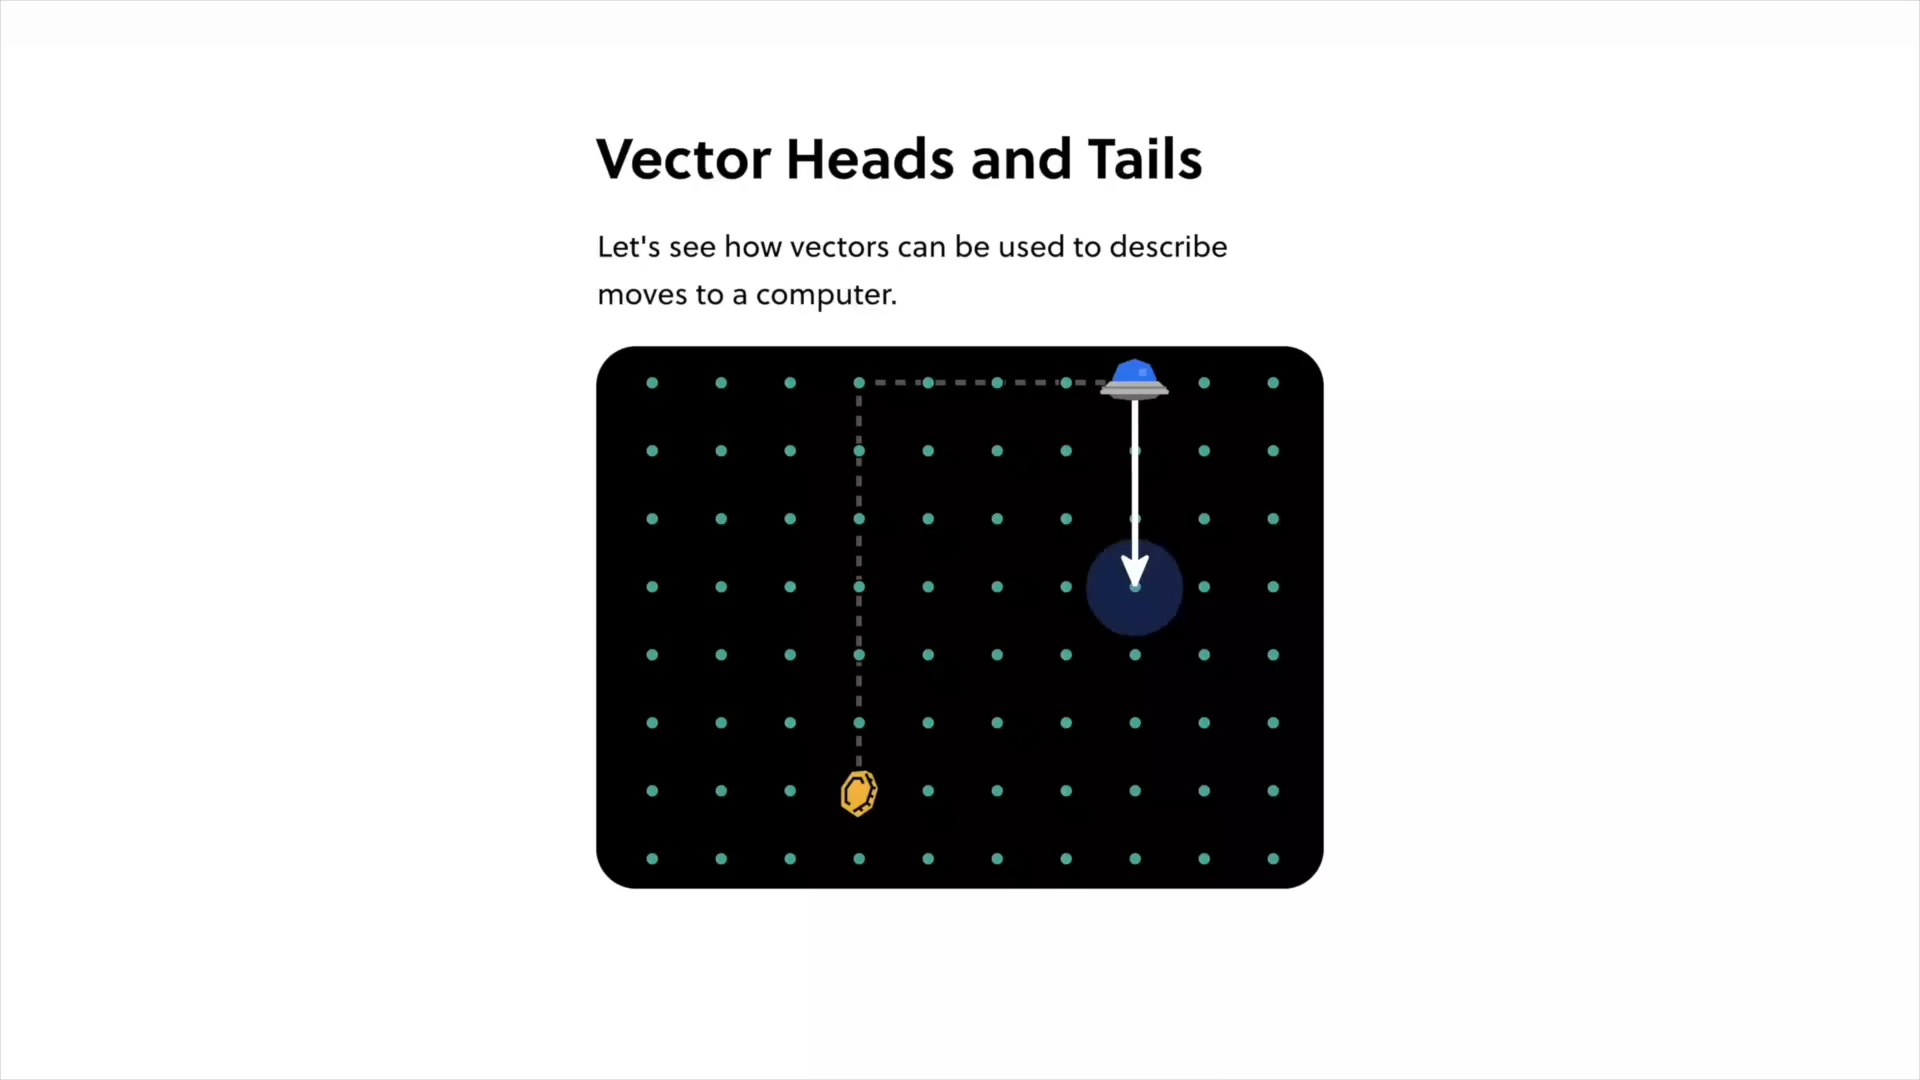 Vector Heads and Tails
Let's see how vectors can be used to describe
moves to a computer.